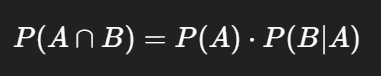 P(A ∩ B) = P(A) · P(B|A)